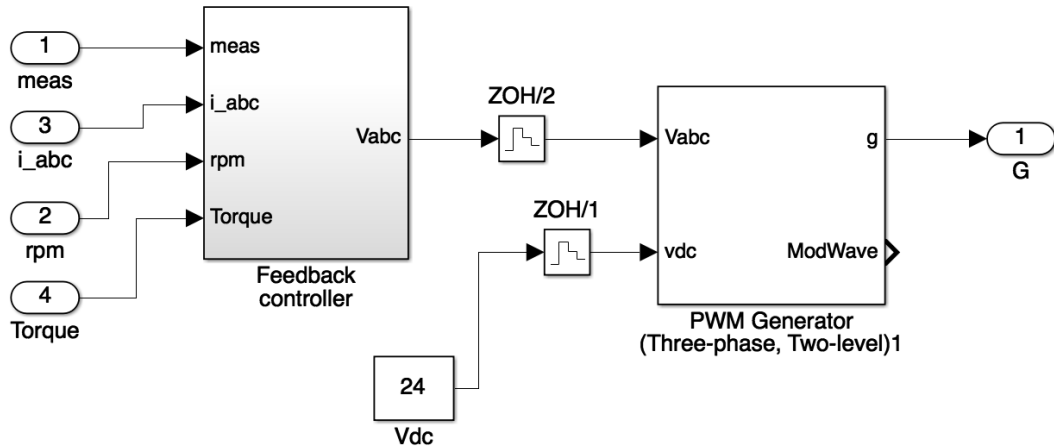 1
meas
3
i_abc
2
rpm
4
Torque
meas
i_abc
rpm
Torque
Vabc
Feedback
controller
ZOH/2
ZOH/1
24
Vdc
Vabc
vdc
g
ModWave
PWM Generator
(Three-phase, Two-level)1
1
G